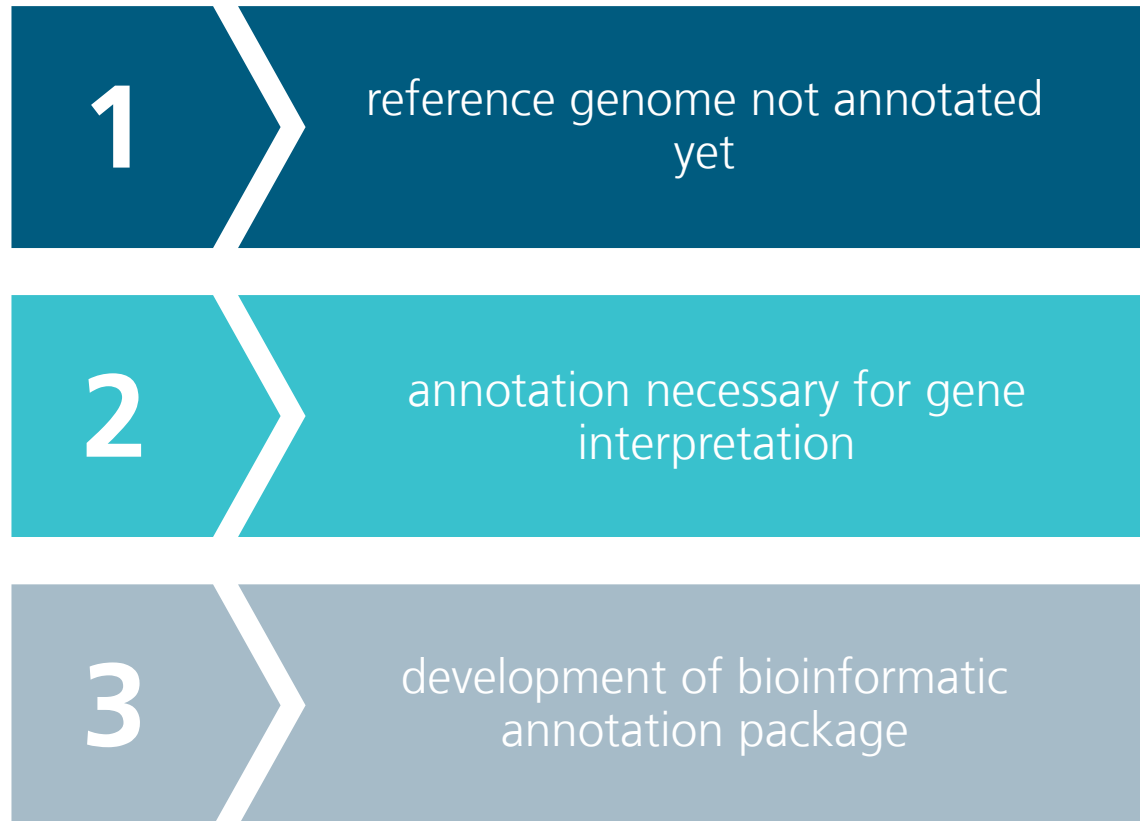 1
reference genome not annotated
yet
2
annotation necessary for gene
interpretation
3
development of bioinformatic
annotation package